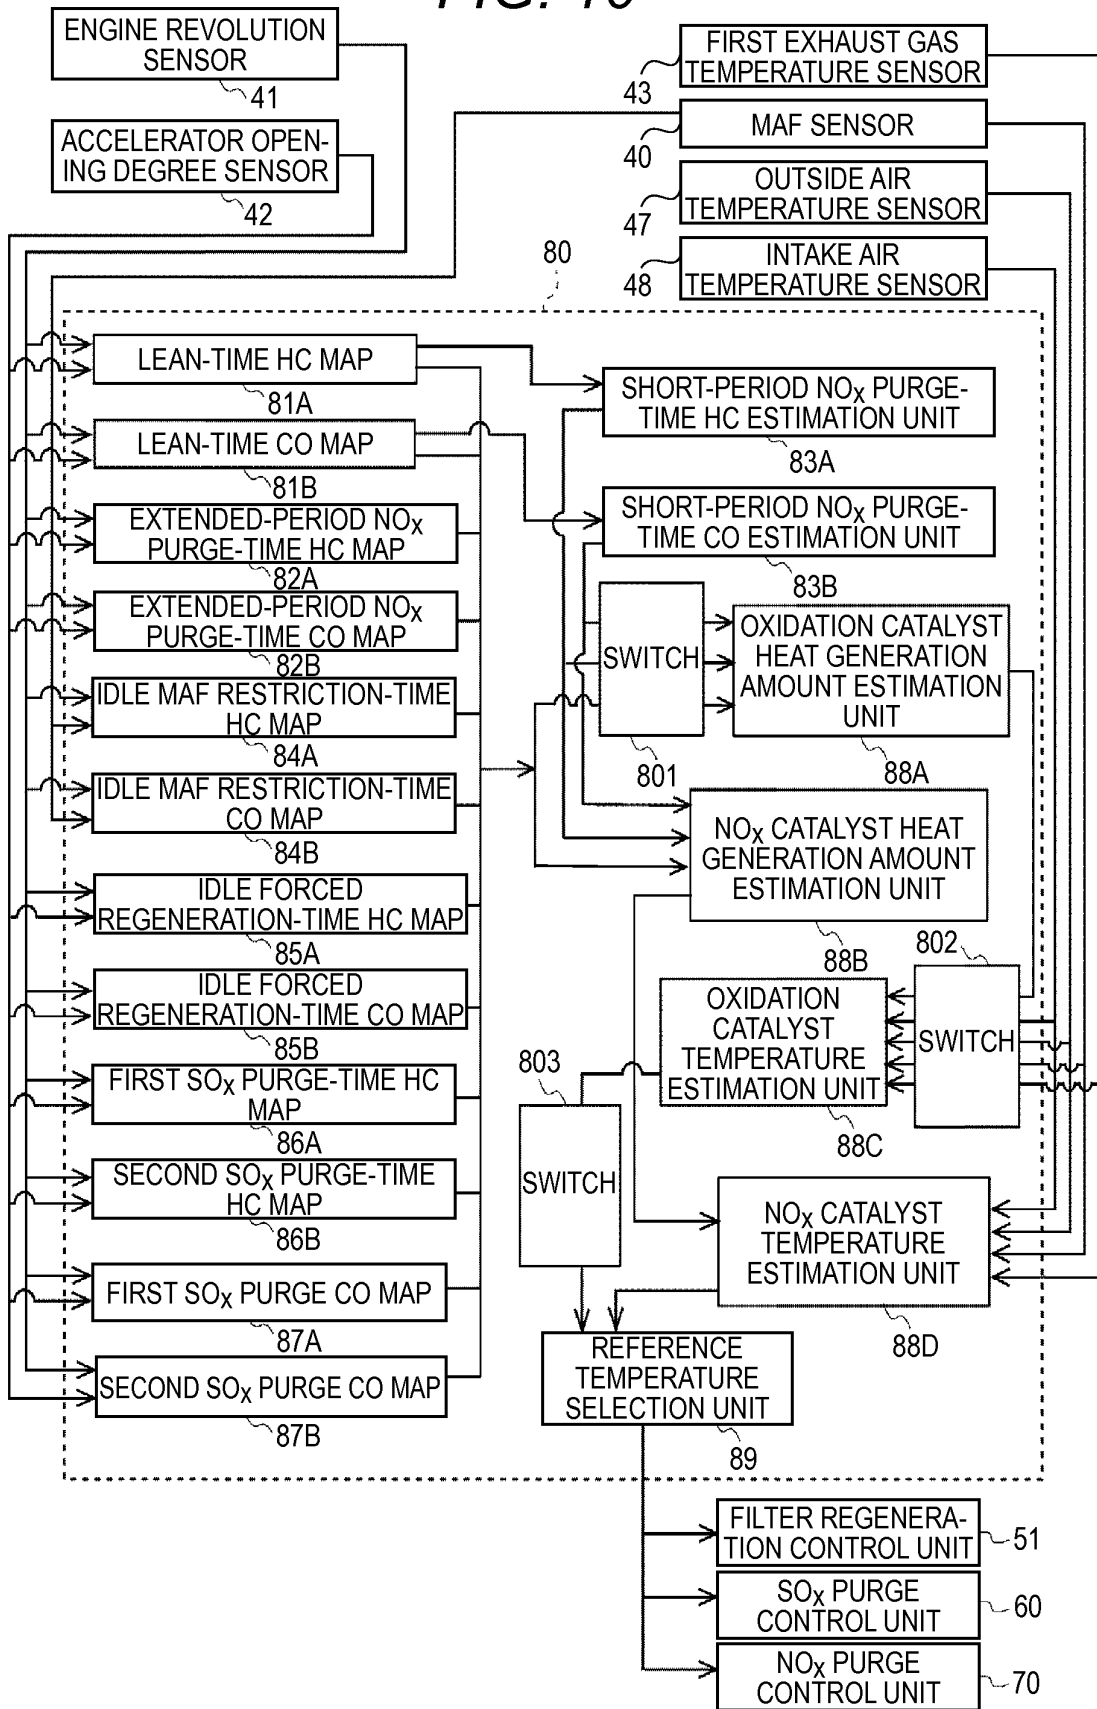 ENGINE REVOLUTION
SENSOR
41
ACCELERATOR OPEN-
ING DEGREE SENSOR
42
FIRST EXHAUST GAS
TEMPERATURE SENSOR
43
MAF SENSOR
40
OUTSIDE AIR
TEMPERATURE SENSOR
47
INTAKE AIR
TEMPERATURE SENSOR
48
80
LEAN-TIME HC MAP
81A
LEAN-TIME CO MAP
81B
EXTENDED-PERIOD NOX
PURGE-TIME HC MAP
82A
EXTENDED-PERIOD NOX
PURGE-TIME CO MAP
82B
IDLE MAF RESTRICTION-TIME
HC MAP
84A
IDLE MAF RESTRICTION-TIME
CO MAP
84B
IDLE FORCED
REGENERATION-TIME HC MAP
85A
IDLE FORCED
REGENERATION-TIME CO MAP
85B
FIRST SOX PURGE-TIME HC
MAP
86A
SECOND SOX PURGE-TIME
HC MAP
86B
FIRST SOX PURGE CO MAP
87A
SECOND SOX PURGE CO MAP
87B
SHORT-PERIOD NOX PURGE-
TIME HC ESTIMATION UNIT
83A
SHORT-PERIOD NOX PURGE-
TIME CO ESTIMATION UNIT
83B
SWITCH
801
OXIDATION CATALYST
HEAT GENERATION
AMOUNT ESTIMATION
UNIT
88A
NOX CATALYST HEAT
GENERATION AMOUNT
ESTIMATION UNIT
88B
802
SWITCH
OXIDATION
CATALYST
TEMPERATURE
ESTIMATION UNIT
88C
803
SWITCH
NOX CATALYST
TEMPERATURE
ESTIMATION UNIT
88D
REFERENCE
TEMPERATURE
SELECTION UNIT
89
FILTER REGENERA-
TION CONTROL UNIT
51
SOX PURGE
CONTROL UNIT
60
NOX PURGE
CONTROL UNIT
70